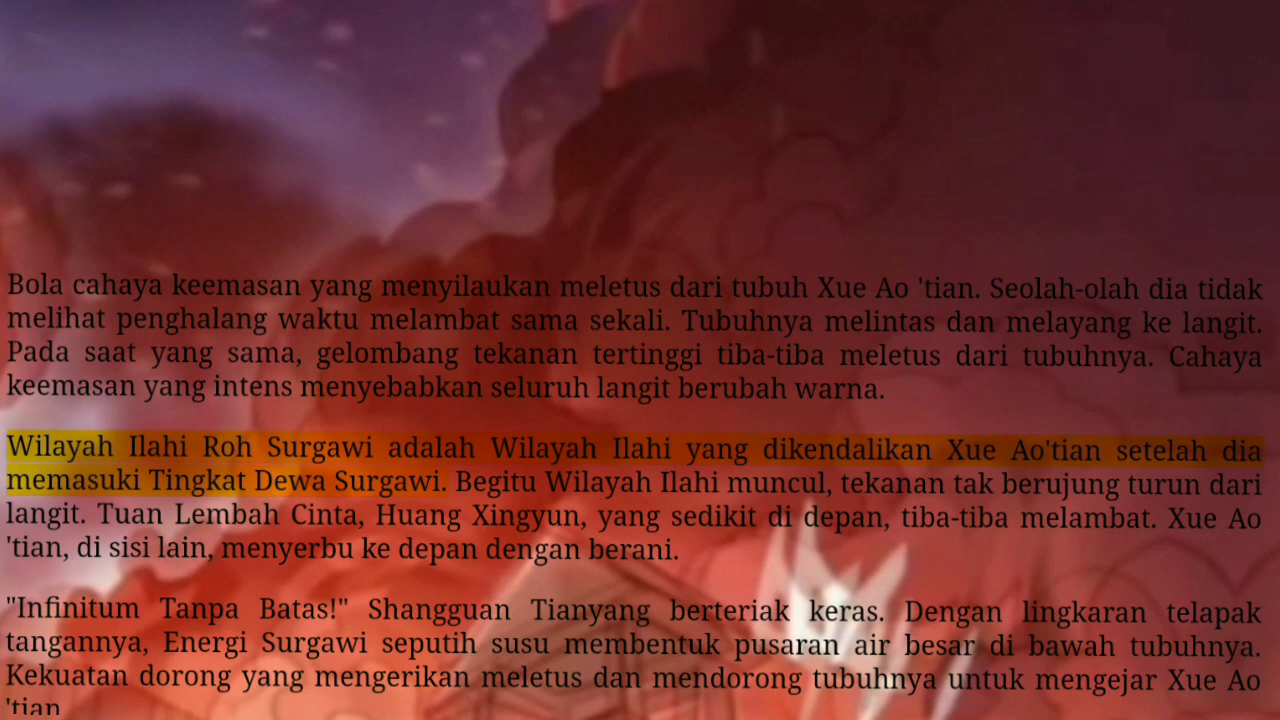 Bola cahaya keemasan yang menyilaukan meletus dari tubuh Xue Ao 'tian. Seolah-olah dia tidak
melihat penghalang waktu melambat sama sekali. Tubuhnya melintas dan melayang ke langit.
Pada saat yang sama, gelombang tekanan tertinggi tiba-tiba meletus dari tubuhnya. Cahaya
keemasan yang intens menyebabkan seluruh langit berubah warna.
Wilayah Ilahi Roh Surgawi adalah Wilayah Ilahi yang dikendalikan Xue Ao'tian setelah dia
memasuki Tingkat Dewa Surgawi. Begitu Wilayah Ilahi muncul, tekanan tak berujung turun dari
langit. Tuan Lembah Cinta, Huang Xingyun, yang sedikit di depan, tiba-tiba melambat. Xue Ao
'tian, di sisi lain, menyerbu ke depan dengan berani.
"Infinitum Tanpa Batas!" Shangguan Tianyang berteriak keras. Dengan lingkaran telapak
tangannya, Energi Surgawi seputih susu membentuk pusaran air besar di bawah tubuhnya.
Kekuatan dorong yang mengerikan meletus dan mendorong tubuhnya untuk mengejar Xue Ao
'tian